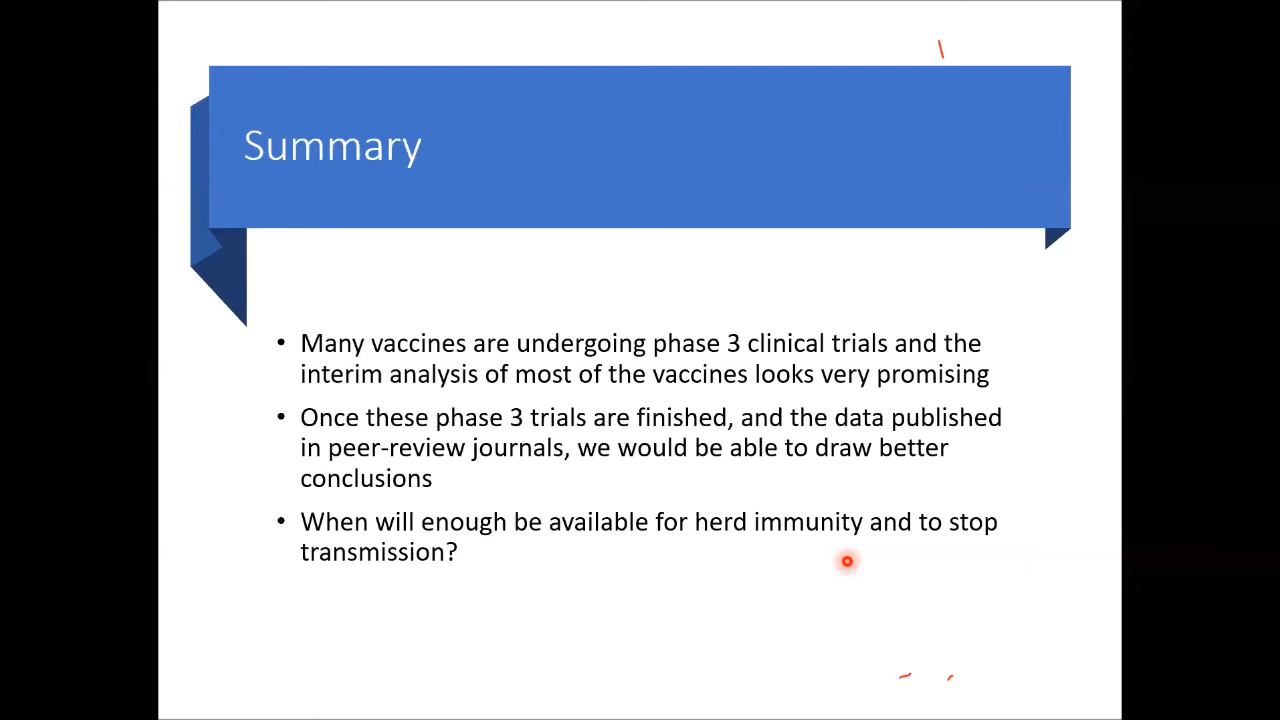 Summary
• Many vaccines are undergoing phase 3 clinical trials and the
interim analysis of most of the vaccines looks very promising
• Once these phase 3 trials are finished, and the data published
in peer-review journals, we would be able to draw better
conclusions
• When will enough be available for herd immunity and to stop
transmission?